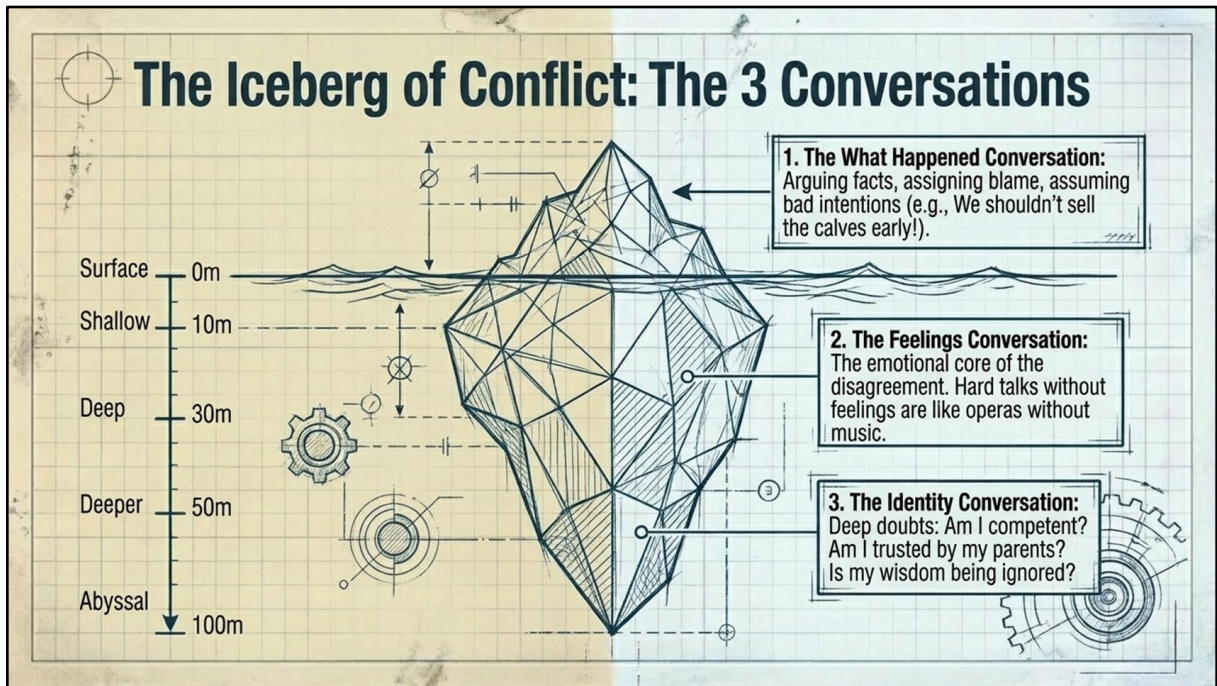 The Iceberg of Conflict: The 3 Conversations
1. The What Happened Conversation:
Arguing facts, assigning blame, assuming
bad intentions (e.g., We shouldn't sell
the calves early!).
Surface 0m
Shallow 10m
2. The Feelings Conversation:
The emotional core of the
disagreement. Hard talks without
feelings are like operas without
music.
Deep 30m
3. The Identity Conversation:
Deep doubts: Am I competent?
Am I trusted by my parents?
Is my wisdom being ignored?
Deeper 50m
Abyssal
100m